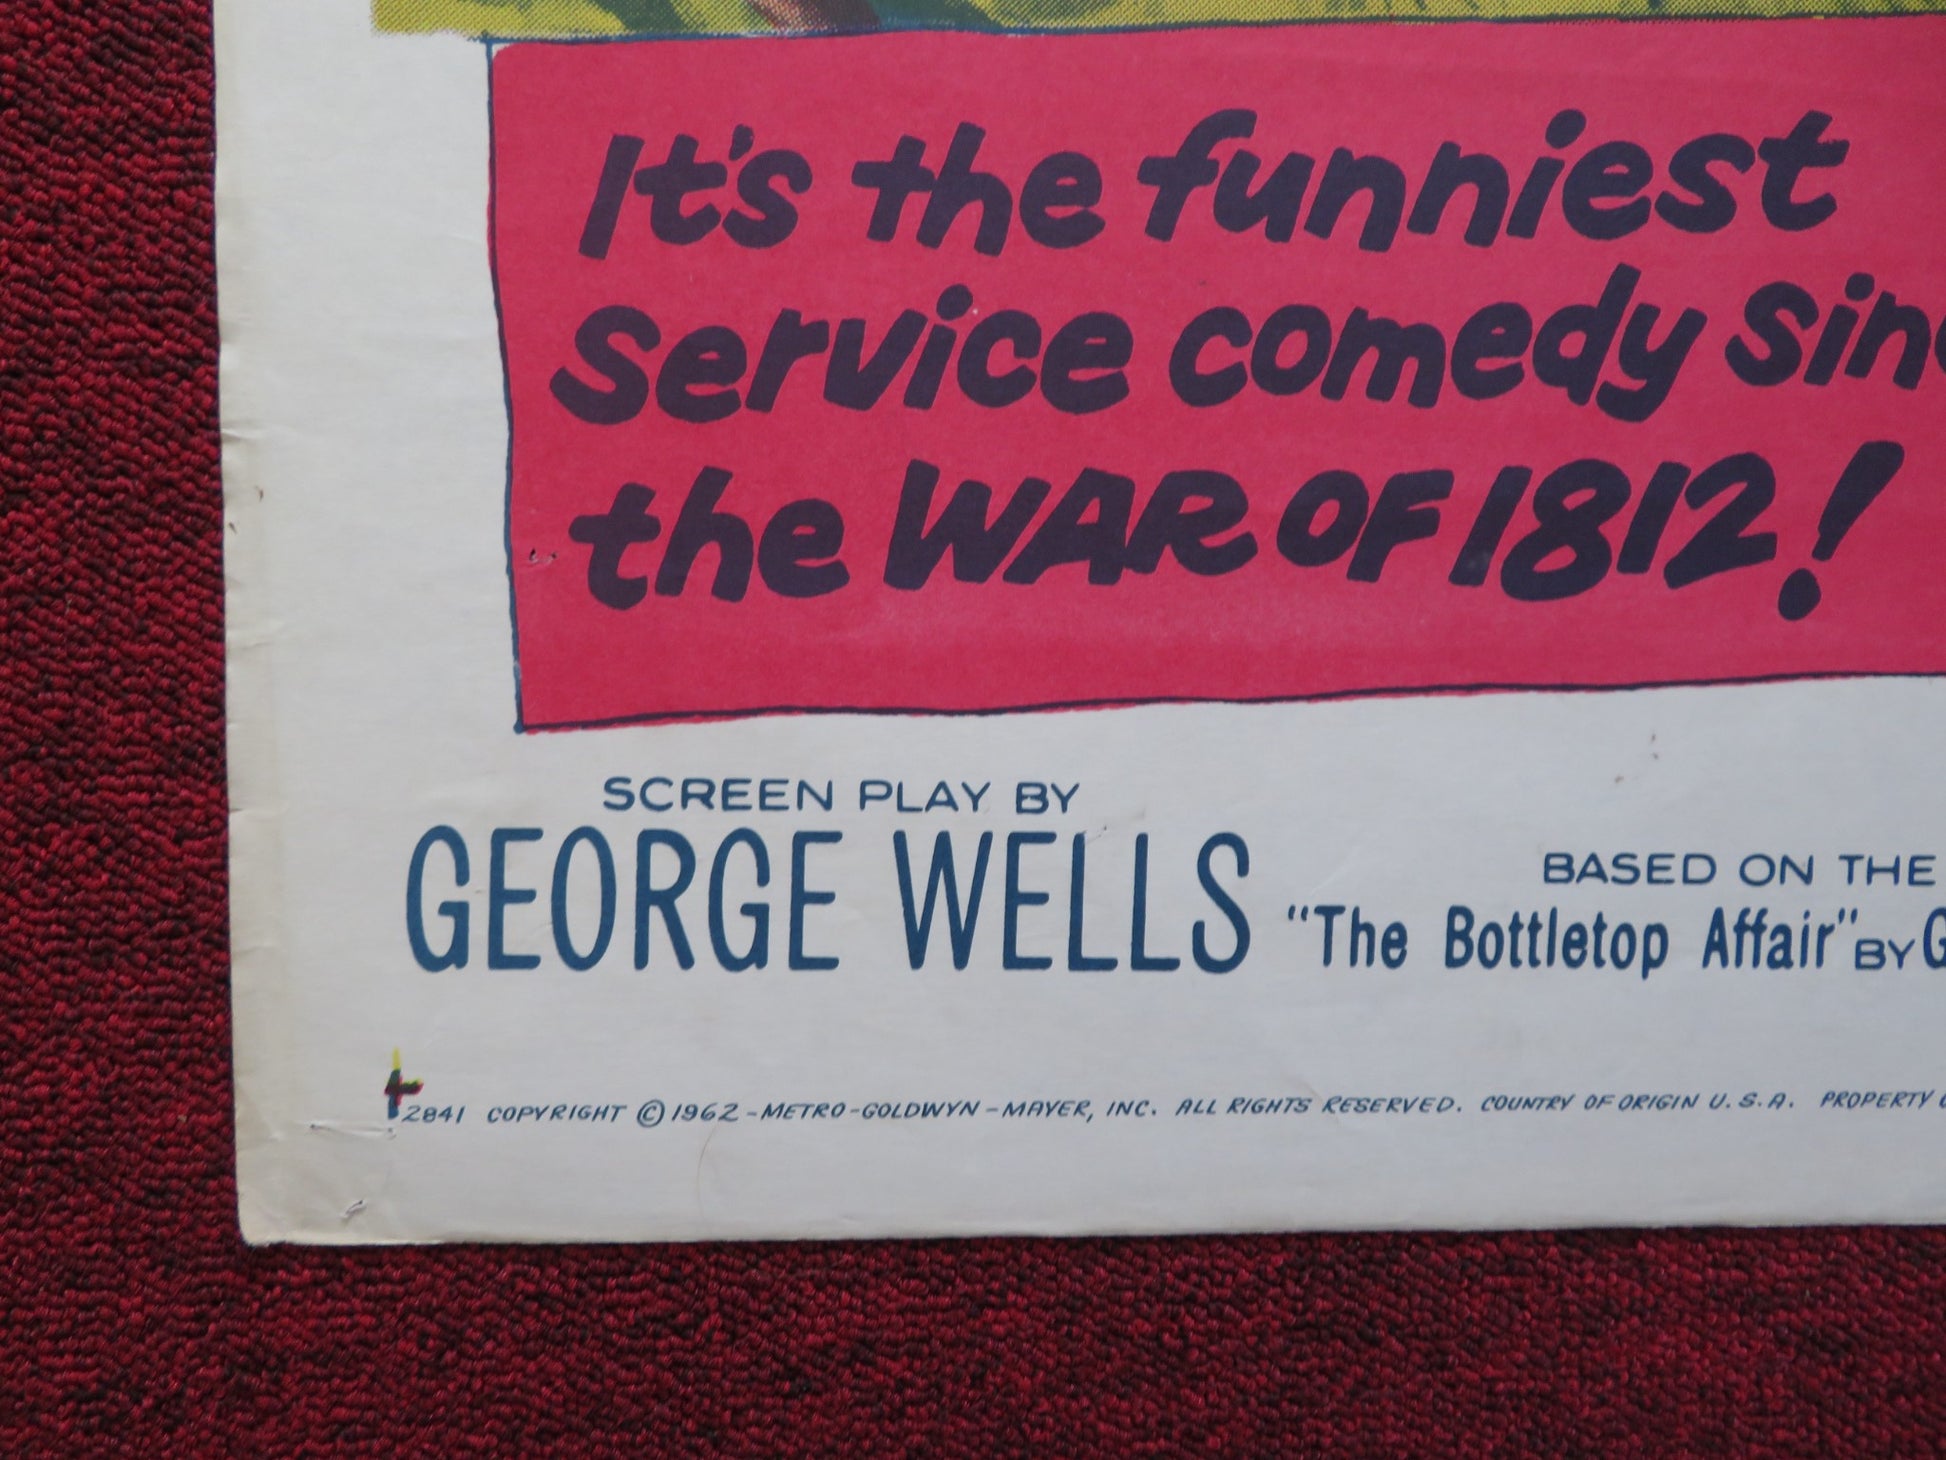 It's the funniest
service comedy
the WAR OF 1812!
SCREEN PLAY BY
GEORGE WELLS
BASED ON THE
"The Bottletop Affair" BY
2841 COPYRIGHT © 1962-METRO-GOLDWYN-MAYER, INC. ALL RIGHTS RESERVED. COUNTRY OF ORIGIN U.S.A. PROPERTY